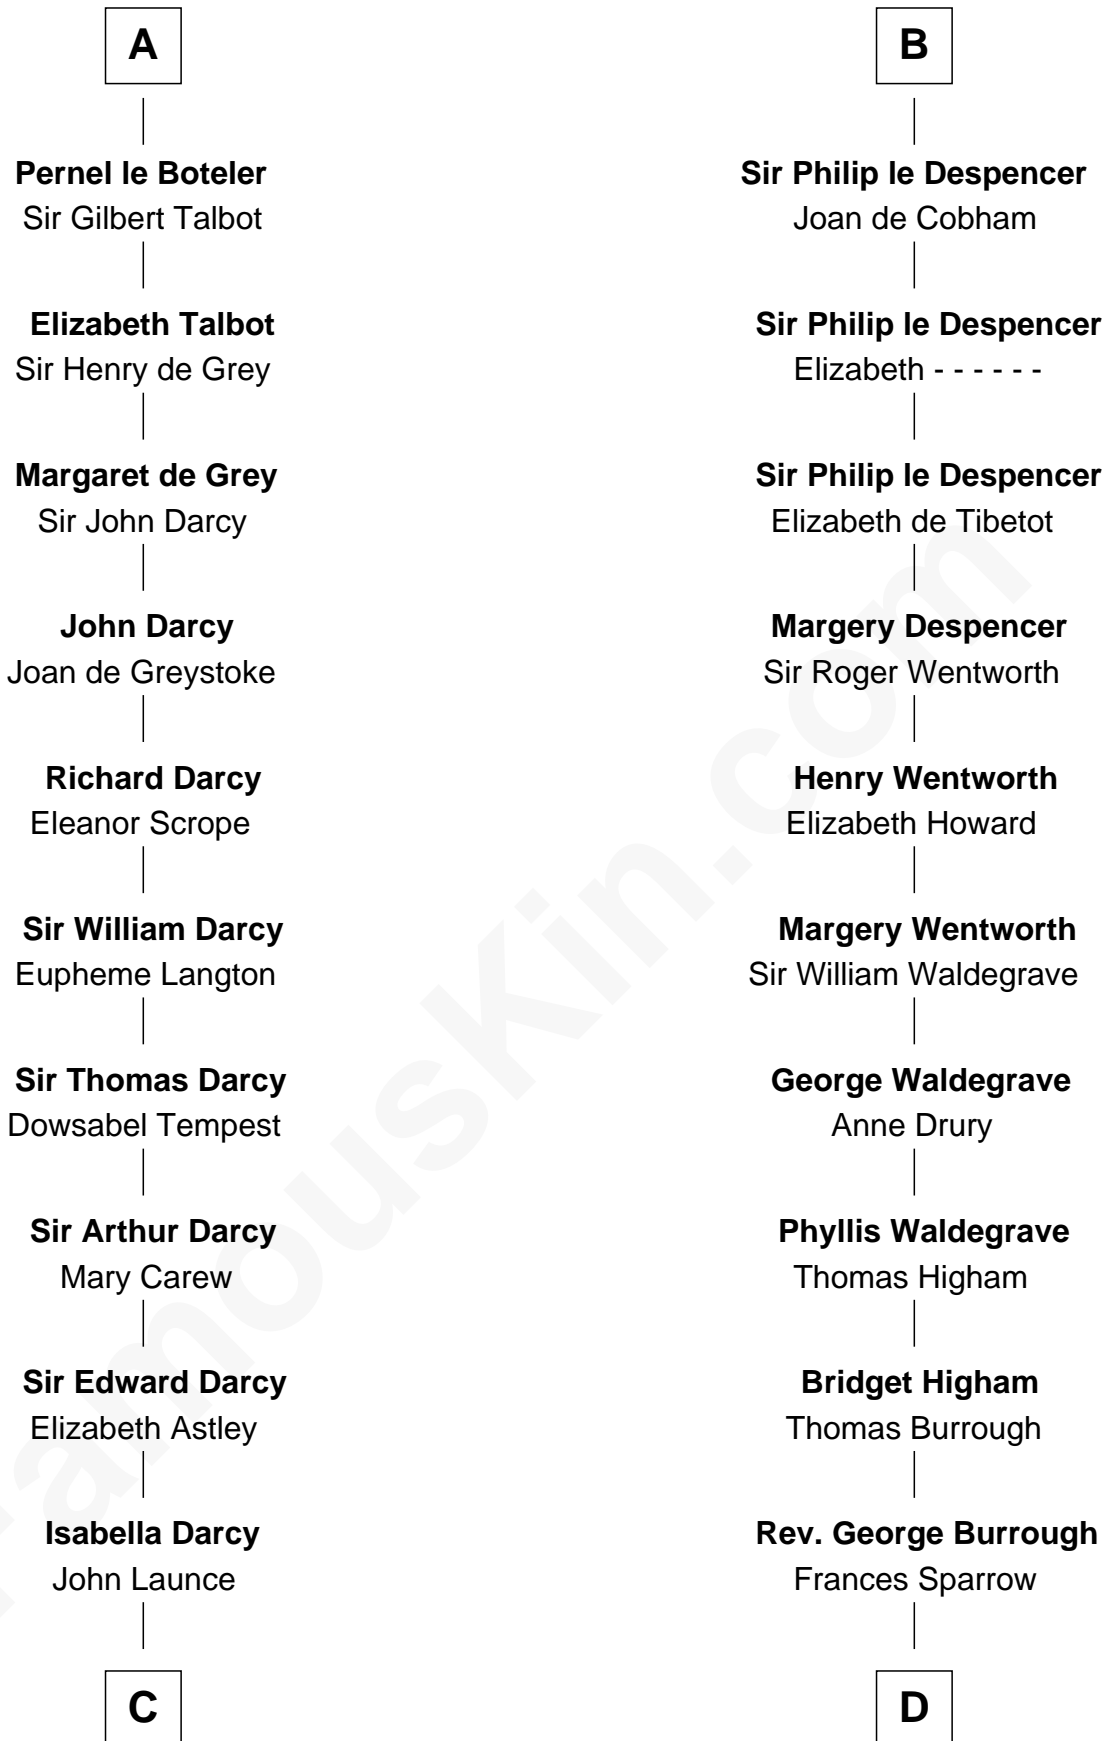 A
Pernel le Boteler
Sir Gilbert Talbot
Elizabeth Talbot
Sir Henry de Grey
Margaret de Grey
Sir John Darcy
John Darcy
Joan de Greystoke
Richard Darcy
Eleanor Scrope
Sir William Darcy
Eupheme Langton
Sir Thomas Darcy
Dowsabel Tempest
Sir Arthur Darcy
Mary Carew
Sir Edward Darcy
Elizabeth Astley
Isabella Darcy
John Launce
C
B
Sir Philip le Despencer
Joan de Cobham
Sir Philip le Despencer
Elizabeth - - - - - -
Sir Philip le Despencer
Elizabeth de Tibetot
Margery Despencer
Sir Roger Wentworth
Henry Wentworth
Elizabeth Howard
Margery Wentworth
Sir William Waldegrave
George Waldegrave
Anne Drury
Phyllis Waldegrave
Thomas Higham
Bridget Higham
Thomas Burrough
Rev. George Burrough
Frances Sparrow
D
FamousKin.com